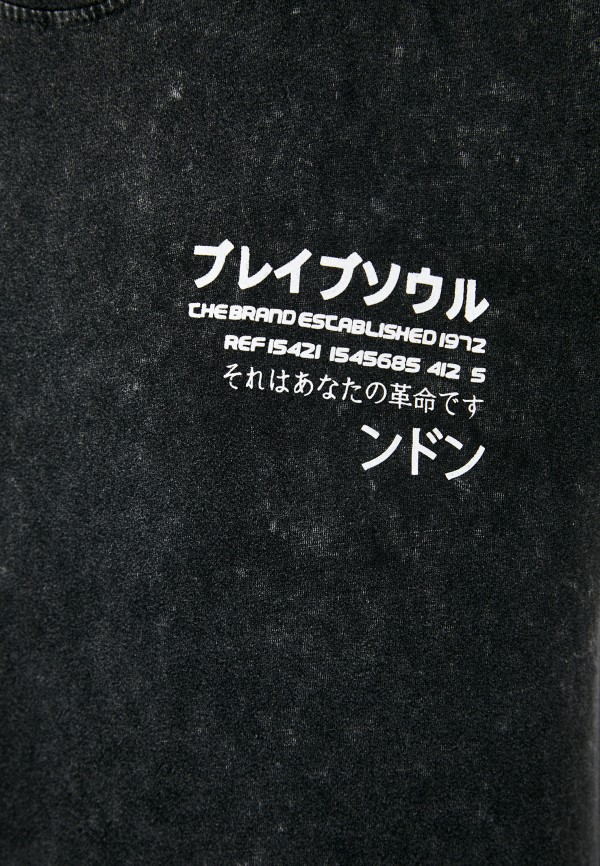 ブレイブソウル
THE BRAND ESTABLISHED 1972
REF 15421 1545685 412 5
それはあなたの革命です
ンドン